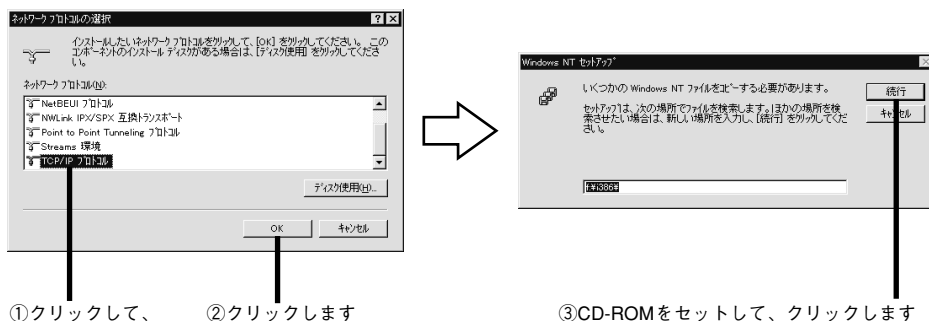 ネットワーク プロトコルの選択
インストールしたいネットワーク プロトコルをクリックして、[OK] をクリックしてください。この
コンポーネントのインストール ディスクがある場合は、[ディスク使用] をクリックしてくださ
い。
ネットワーク プロトコル(N):
NetBEUI プロトコル
NWLink IPX/SPX 互換トランスポート
Point to Point Tunneling プロトコル
Streams 環境
TCP/IP プロトコル
ディスク使用(H)...
OK
キャンセル
Windows NT セットアップ
いくつかの Windows NT ファイルをコピーする必要があります。
セットアップは、次の場所でファイルを検索します。ほかの場所を検
索させたい場合は、新しい場所を入力し、[続行] をクリックしてくだ
さい。
続行
キャンセル
f:¥i386¥
①クリックして、
②クリックします
③CD-ROMをセットして、クリックします